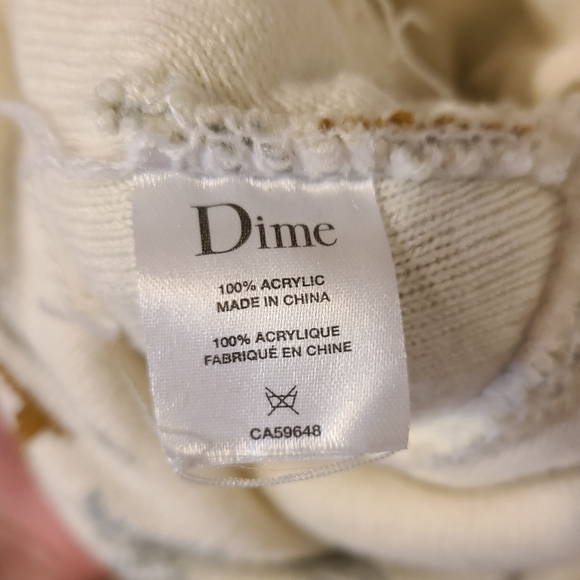 Dime
100% ACRYLIC
MADE IN CHINA
100% ACRYLIQUE
FABRIQUÉ EN CHINE
CA59648